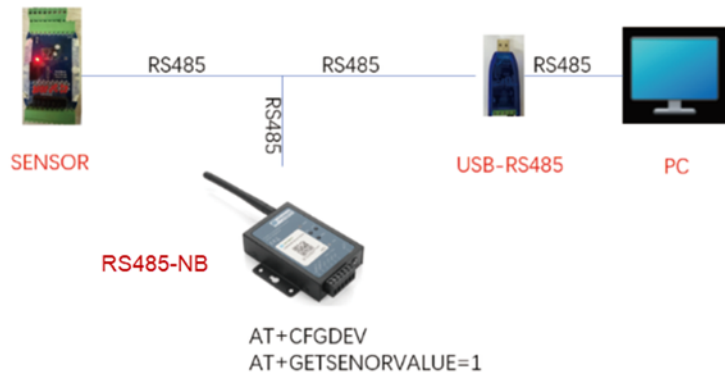 RS485
RS485
RS485
RS485
SENSOR
USB-RS485
PC
RS485-NB
AT+CFGDEV
AT+GETSENORVALUE=1